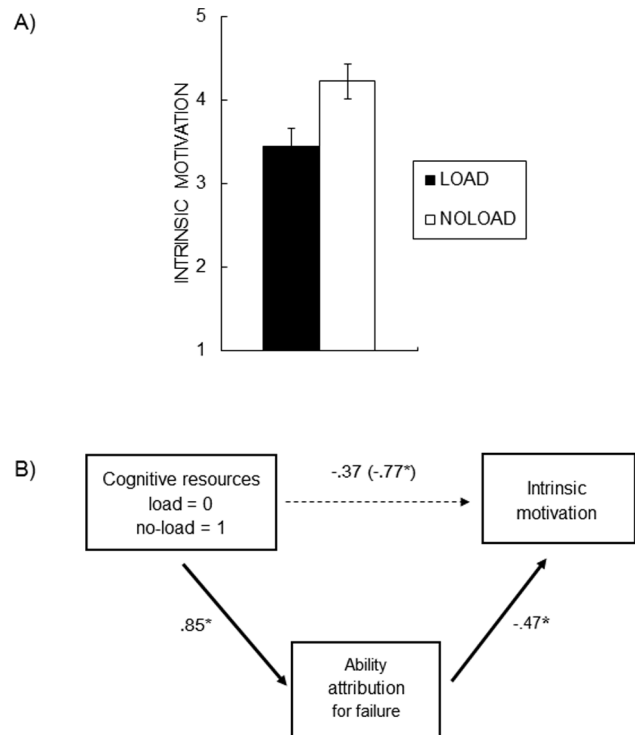 A)
5
4
3
2
1
INTRINSIC MOTIVATION
LOAD
NOLOAD
B)
Cognitive resources
load = 0
no-load = 1
-.37 (-.77*)
Intrinsic
motivation
.85*
-.47*
Ability
attribution
for failure